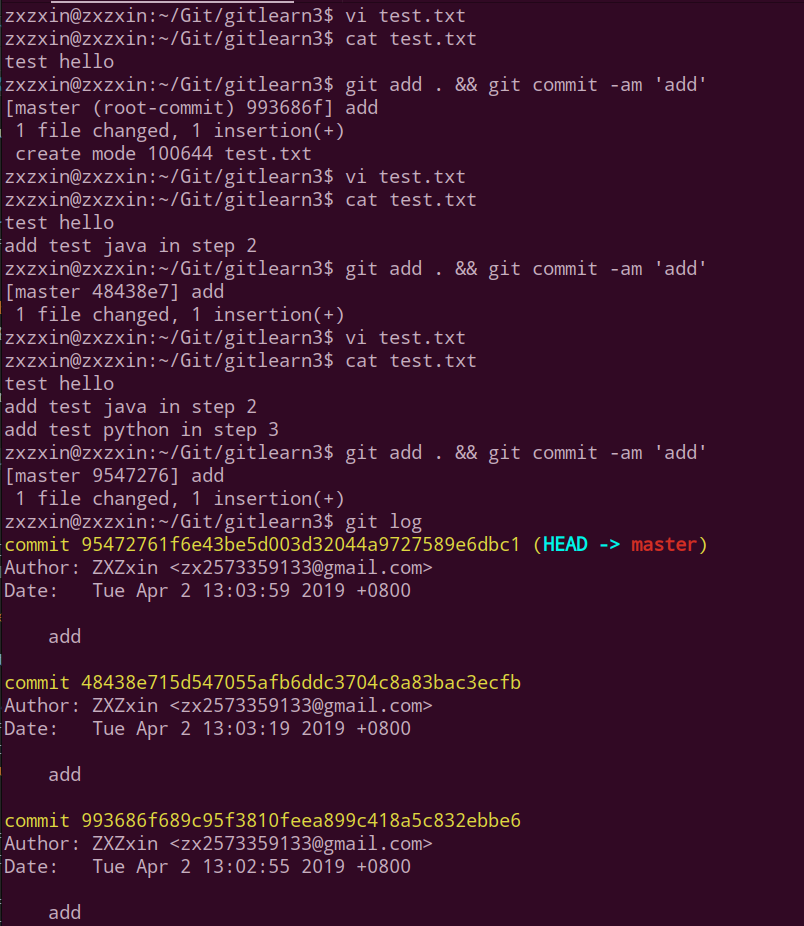 zxzxin@zxzxin:~/Git/gitlearn3$ vi test.txt
zxzxin@zxzxin:~/Git/gitlearn3$ cat test.txt
test hello
zxzxin@zxzxin:~/Git/gitlearn3$ git add . && git commit -am 'add'
[master (root-commit) 993686f] add
 1 file changed, 1 insertion(+)
 create mode 100644 test.txt
zxzxin@zxzxin:~/Git/gitlearn3$ vi test.txt
zxzxin@zxzxin:~/Git/gitlearn3$ cat test.txt
test hello
add test java in step 2
zxzxin@zxzxin:~/Git/gitlearn3$ git add . && git commit -am 'add'
[master 48438e7] add
 1 file changed, 1 insertion(+)
zxzxin@zxzxin:~/Git/gitlearn3$ vi test.txt
zxzxin@zxzxin:~/Git/gitlearn3$ cat test.txt
test hello
add test java in step 2
add test python in step 3
zxzxin@zxzxin:~/Git/gitlearn3$ git add . && git commit -am 'add'
[master 9547276] add
 1 file changed, 1 insertion(+)
zxzxin@zxzxin:~/Git/gitlearn3$ git log
commit 95472761f6e43be5d003d32044a9727589e6dbc1 (HEAD -> master)
Author: ZXZxin <zx2573359133@gmail.com>
Date:   Tue Apr 2 13:03:59 2019 +0800

    add

commit 48438e715d547055afb6ddc3704c8a83bac3ecfb
Author: ZXZxin <zx2573359133@gmail.com>
Date:   Tue Apr 2 13:03:19 2019 +0800

    add

commit 993686f689c95f3810feea899c418a5c832ebbe6
Author: ZXZxin <zx2573359133@gmail.com>
Date:   Tue Apr 2 13:02:55 2019 +0800

    add